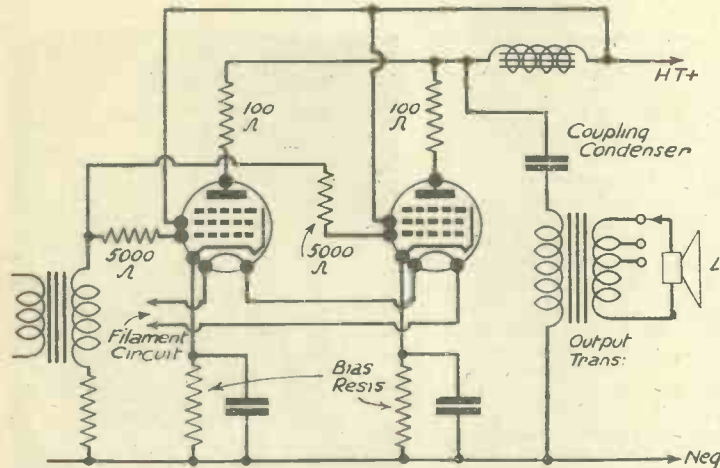 100
Ω
100
Ω
HT+
Coupling
Condenser
5000
Ω
5000
Ω
Filament
Circuit
Bias
Resis
Output
Trans:
L
Neg